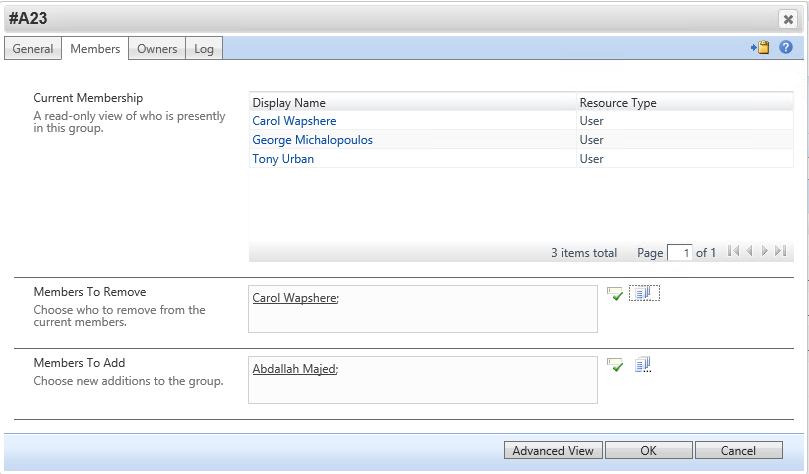 #A23
General Members Owners Log
Current Membership
A read-only view of who is presently
in this group.
Display Name Resource Type
Carol Wapshere User
George Michalopoulos User
Tony Urban User
3 items total Page 1 of 1
Members To Remove
Choose who to remove from the
current members.
Carol Wapshere;
Members To Add
Choose new additions to the group.
Abdallah Majed;
Advanced View OK Cancel